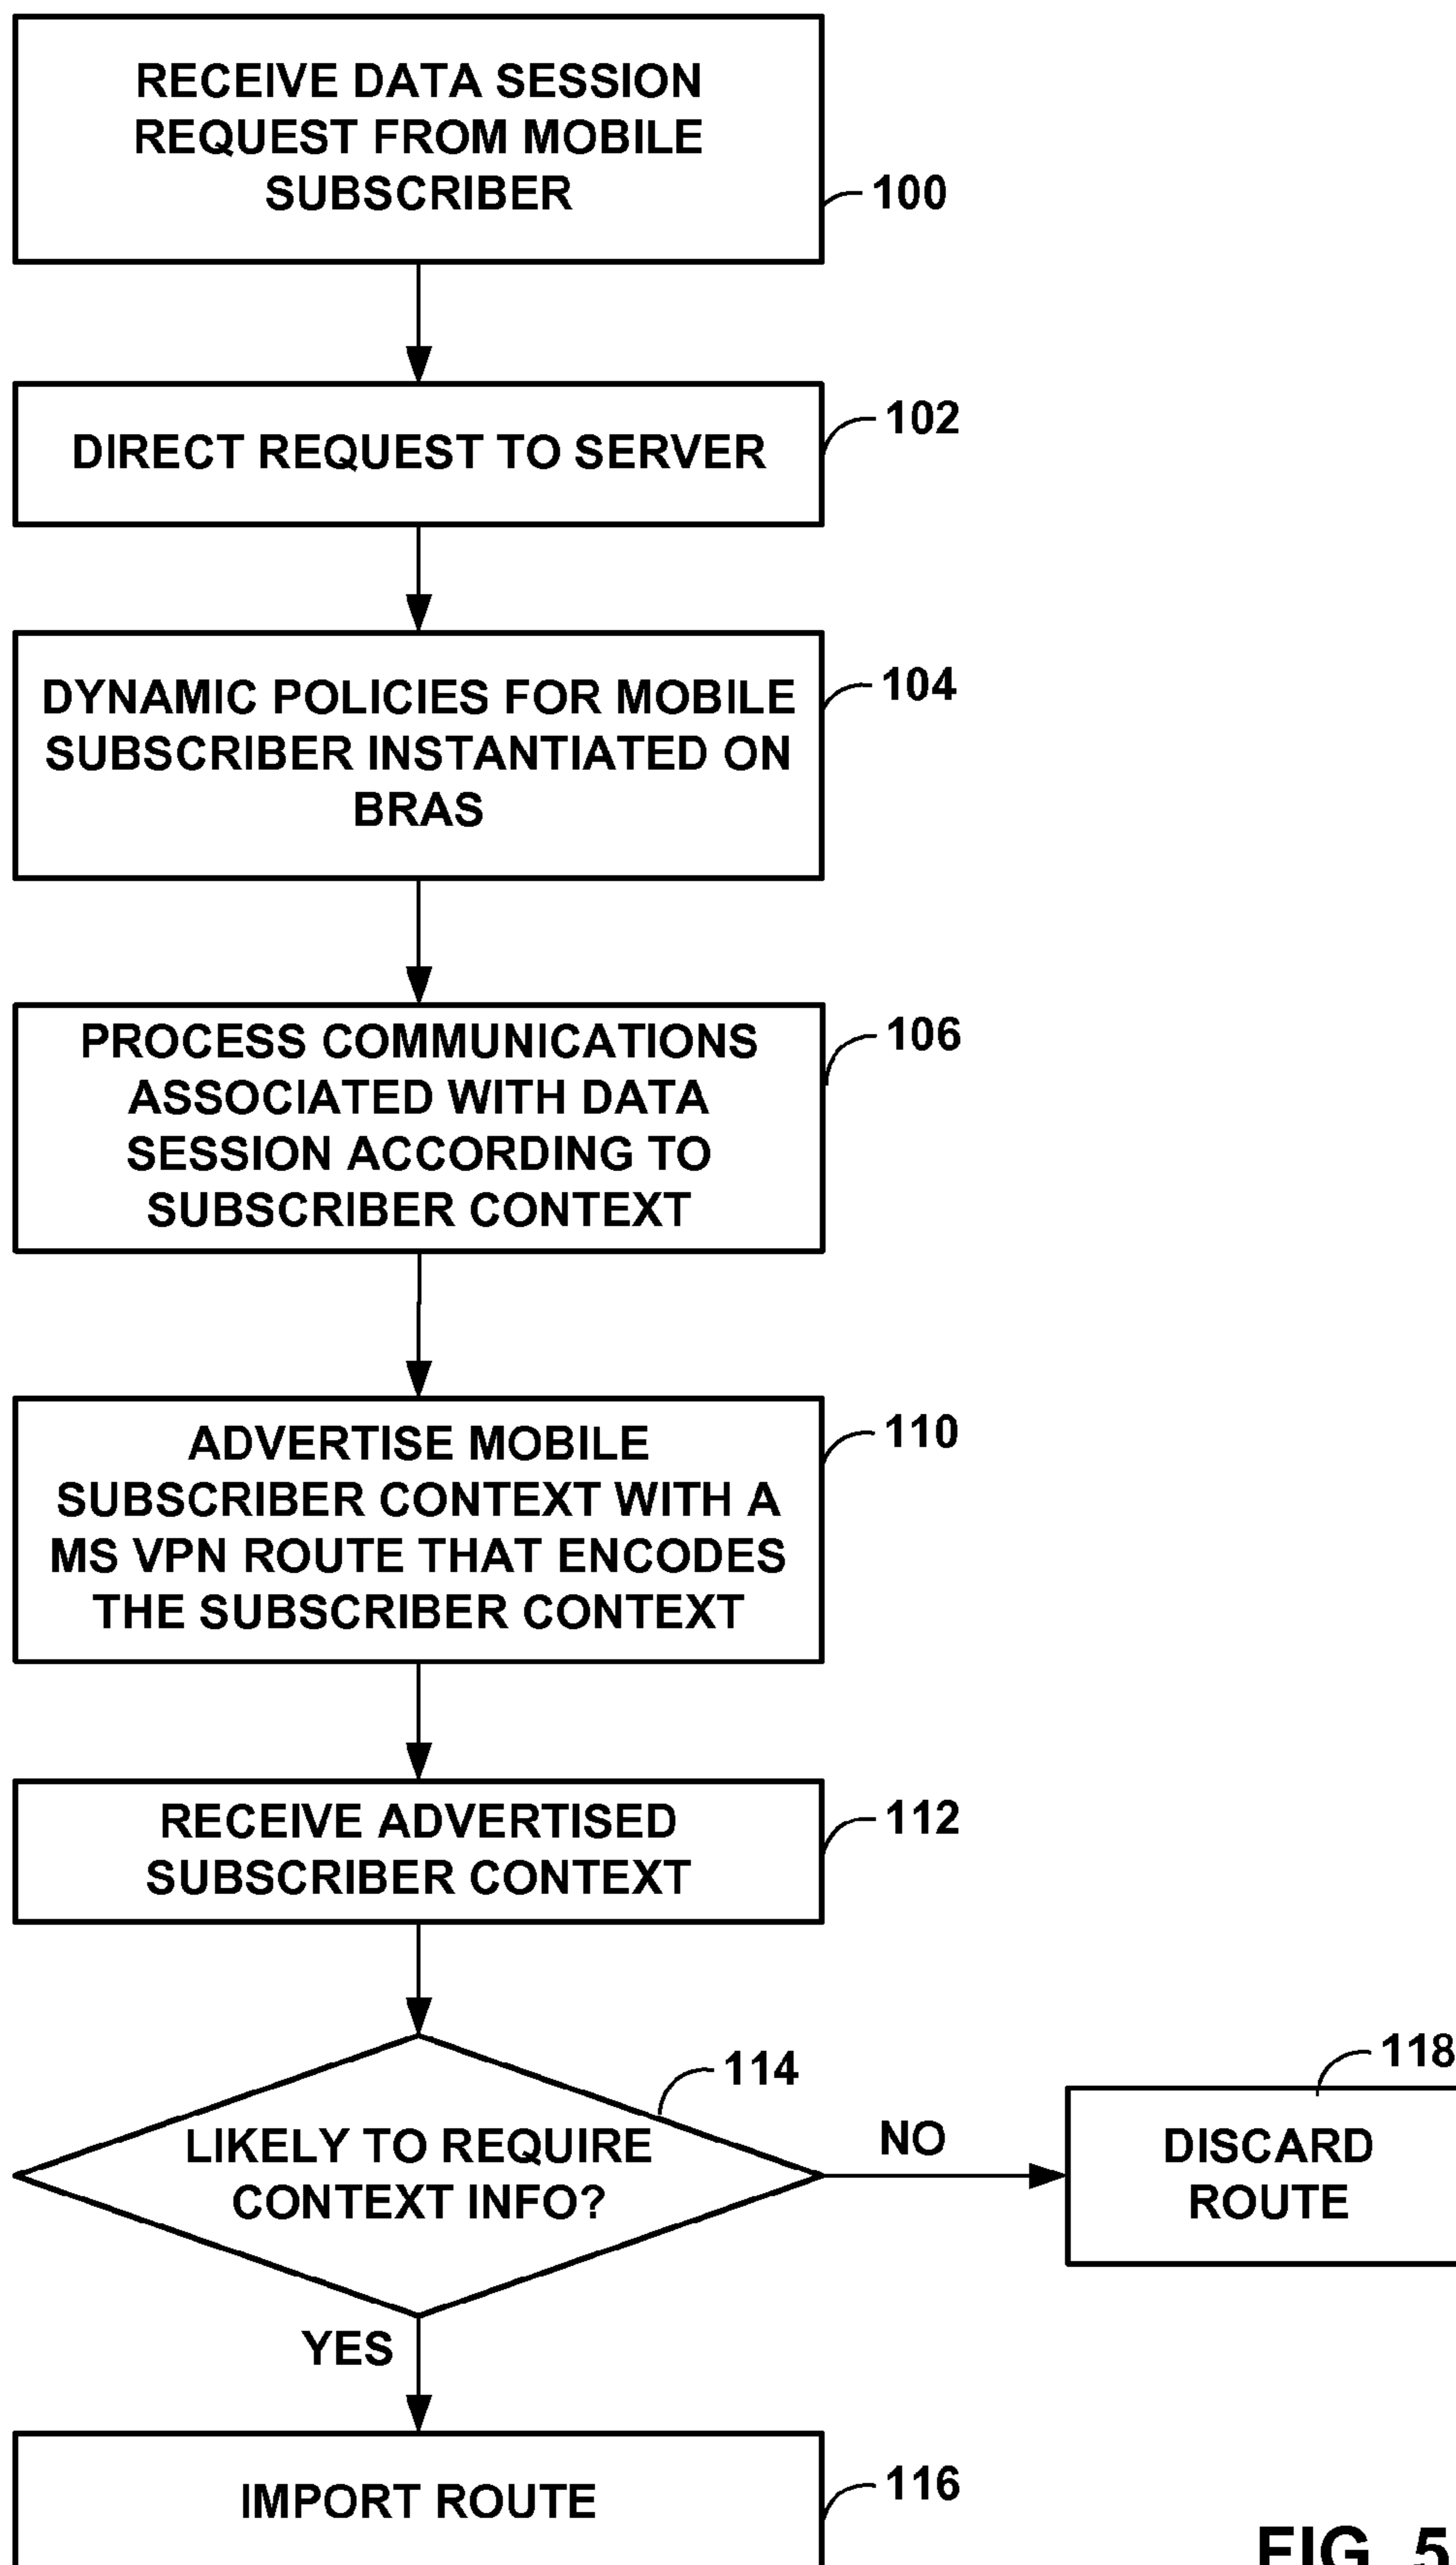 RECEIVE DATA SESSION
REQUEST FROM MOBILE
SUBSCRIBER
100
DIRECT REQUEST TO SERVER
102
DYNAMIC POLICIES FOR MOBILE
SUBSCRIBER INSTANTIATED ON
BRAS
104
PROCESS COMMUNICATIONS
ASSOCIATED WITH DATA
SESSION ACCORDING TO
SUBSCRIBER CONTEXT
106
ADVERTISE MOBILE
SUBSCRIBER CONTEXT WITH A
MS VPN ROUTE THAT ENCODES
THE SUBSCRIBER CONTEXT
110
RECEIVE ADVERTISED
SUBSCRIBER CONTEXT
112
LIKELY TO REQUIRE
CONTEXT INFO?
114
NO
DISCARD
ROUTE
118
YES
IMPORT ROUTE
116
FIG. 5